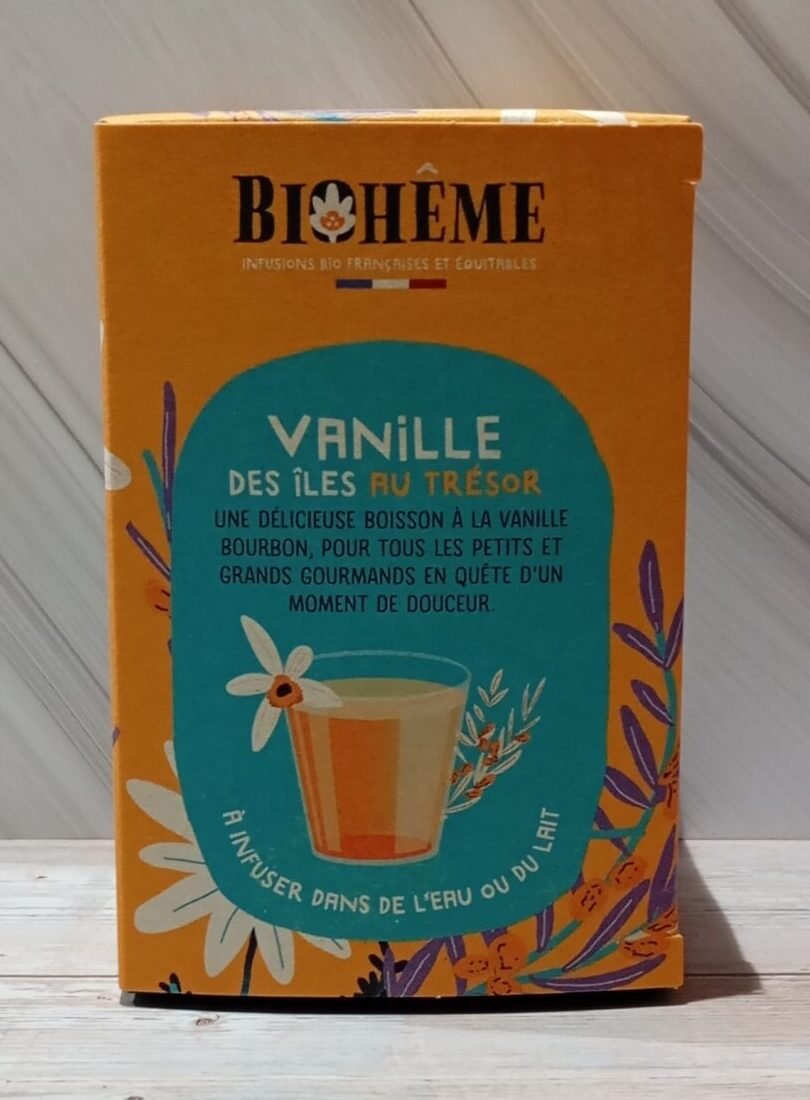 BIOHÊME
INFUSIONS BIO FRANÇAISES ET ÉQUITABLES
VANiLLE
DES ÎLES AU TRÉSOR
UNE DÉLICIEUSE BOISSON À LA VANILLE
BOURBON, POUR TOUS LES PETITS ET
GRANDS GOURMANDS EN QUÊTE D'UN
MOMENT DE DOUCEUR.
À INFUSER DANS DE L'EAU OU DU LAIT